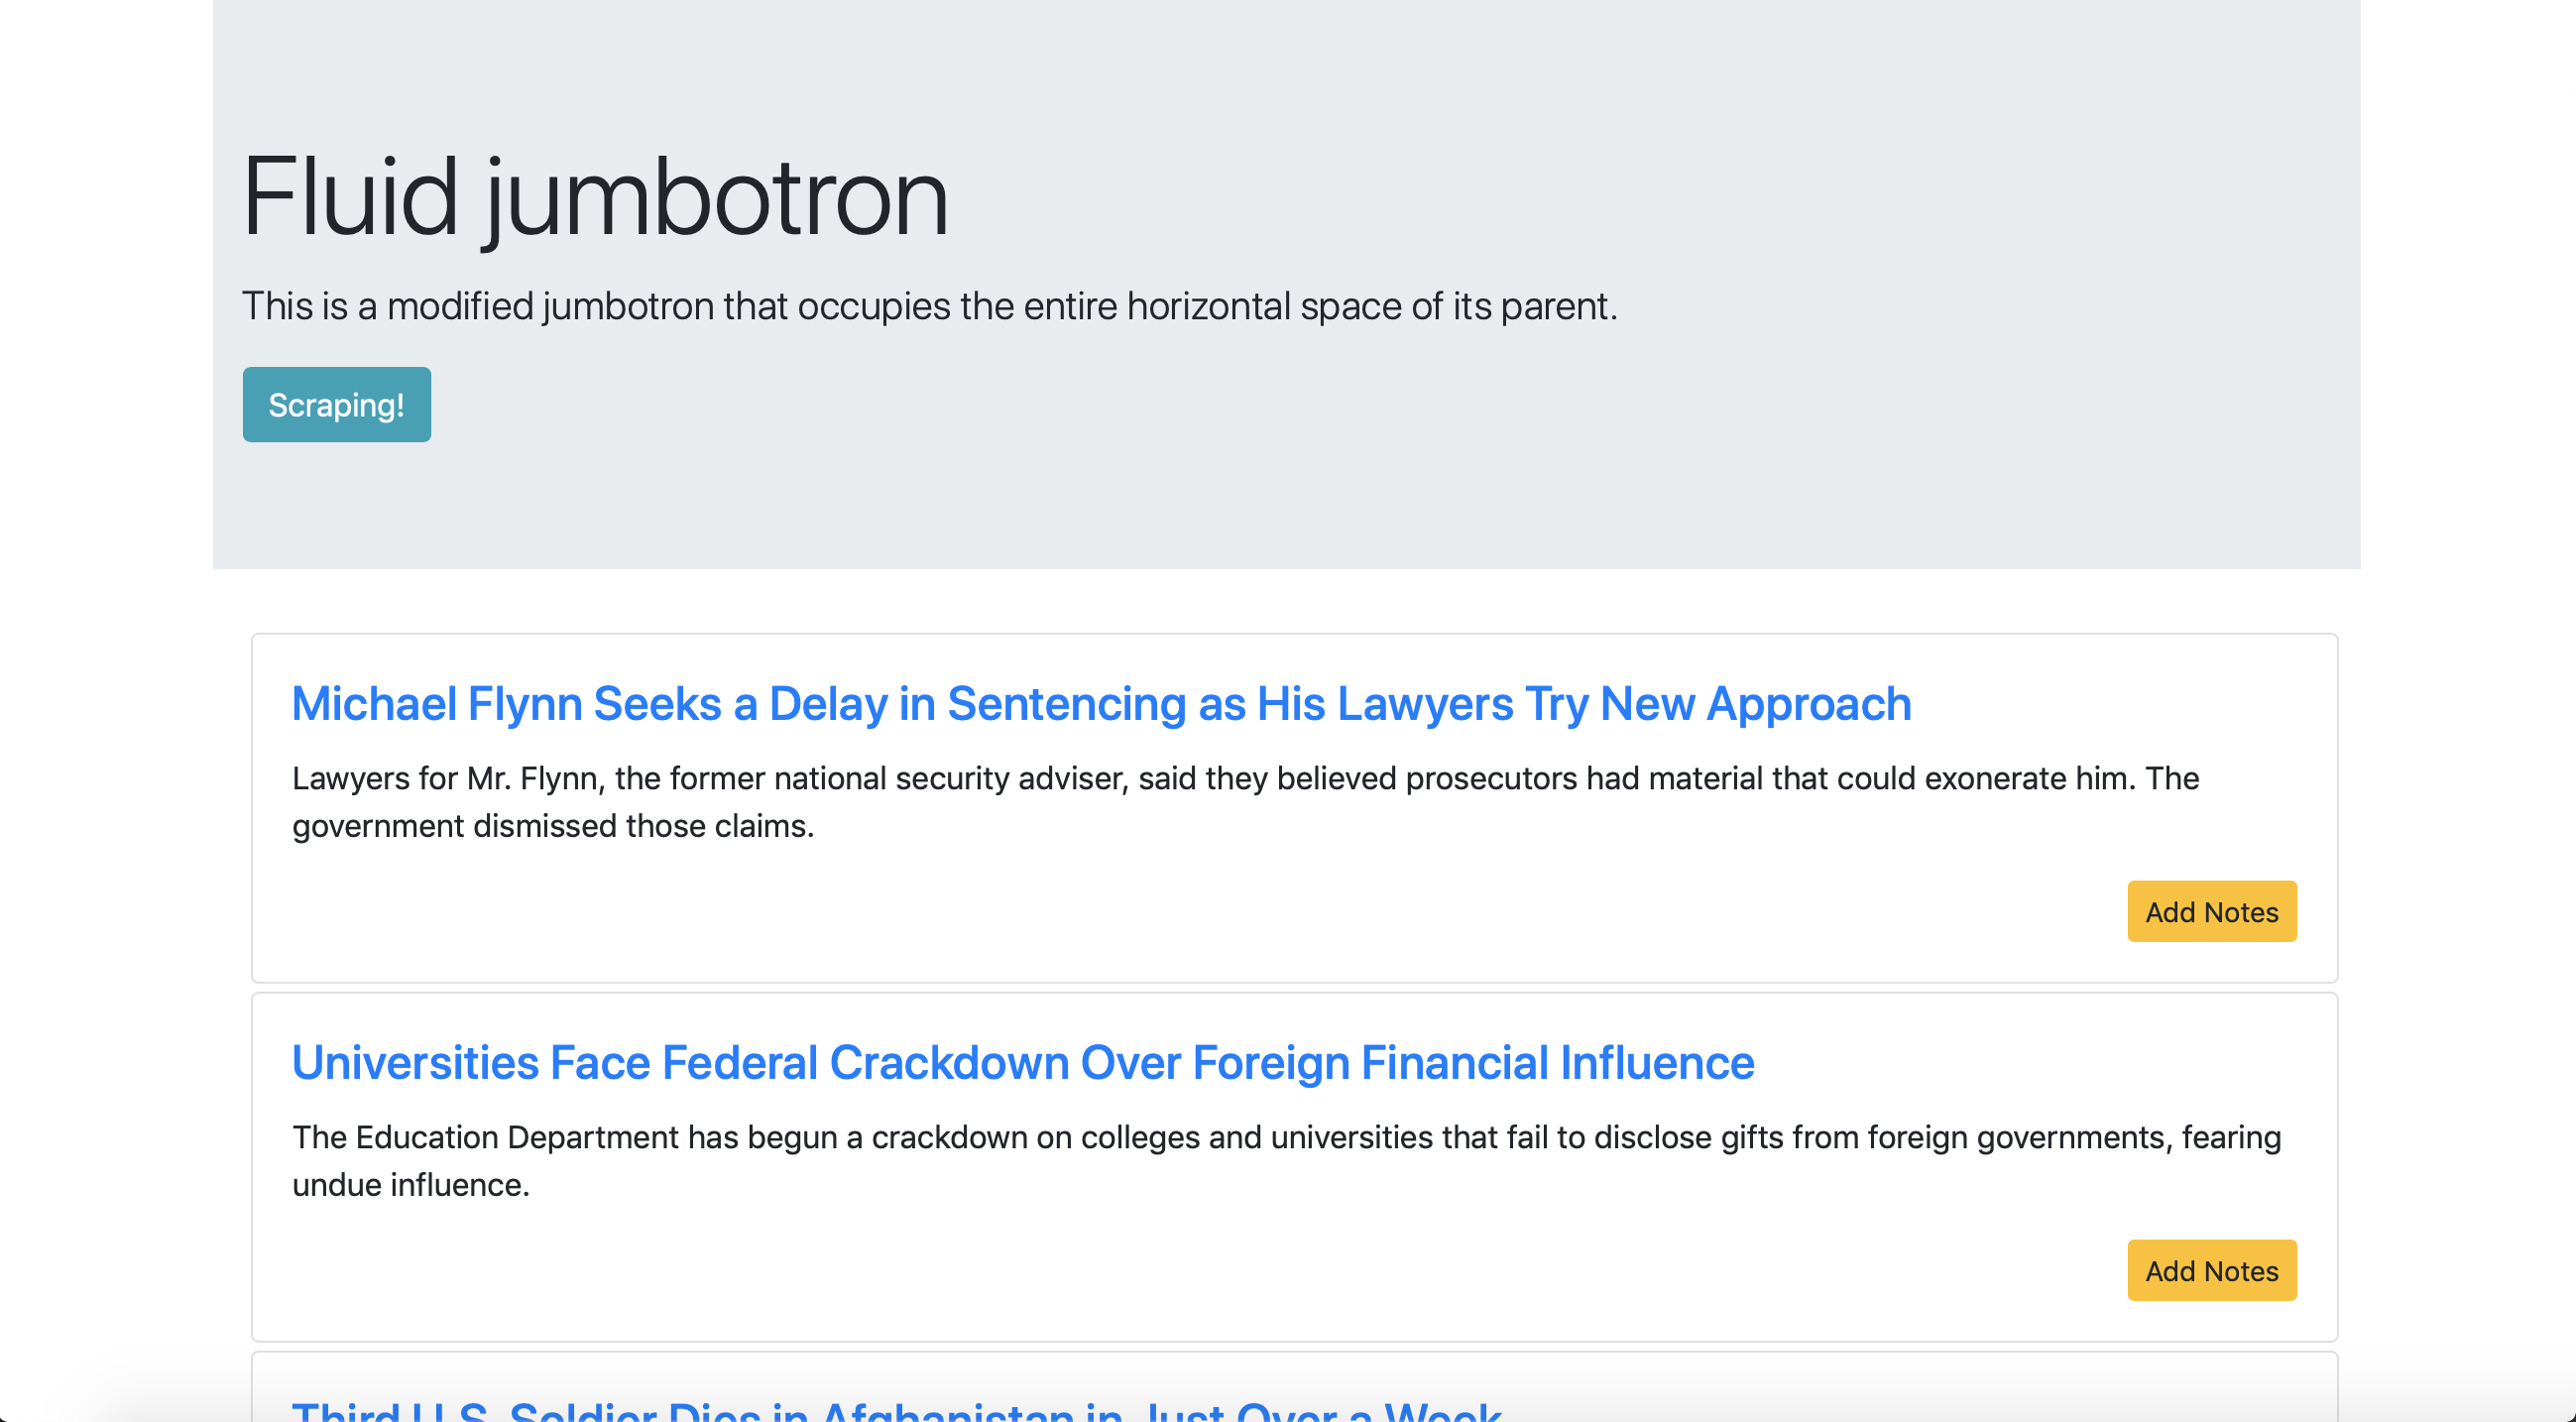 Fluid jumbotron
This is a modified jumbotron that occupies the entire horizontal space of its parent.
Scraping!
Michael Flynn Seeks a Delay in Sentencing as His Lawyers Try New Approach
Lawyers for Mr. Flynn, the former national security adviser, said they believed prosecutors had material that could exonerate him. The
government dismissed those claims.
Add Notes
Universities Face Federal Crackdown Over Foreign Financial Influence
The Education Department has begun a crackdown on colleges and universities that fail to disclose gifts from foreign governments, fearing
undue influence.
Add Notes
Third U.S. Soldier Dies in Afghanistan in Just Over a Week